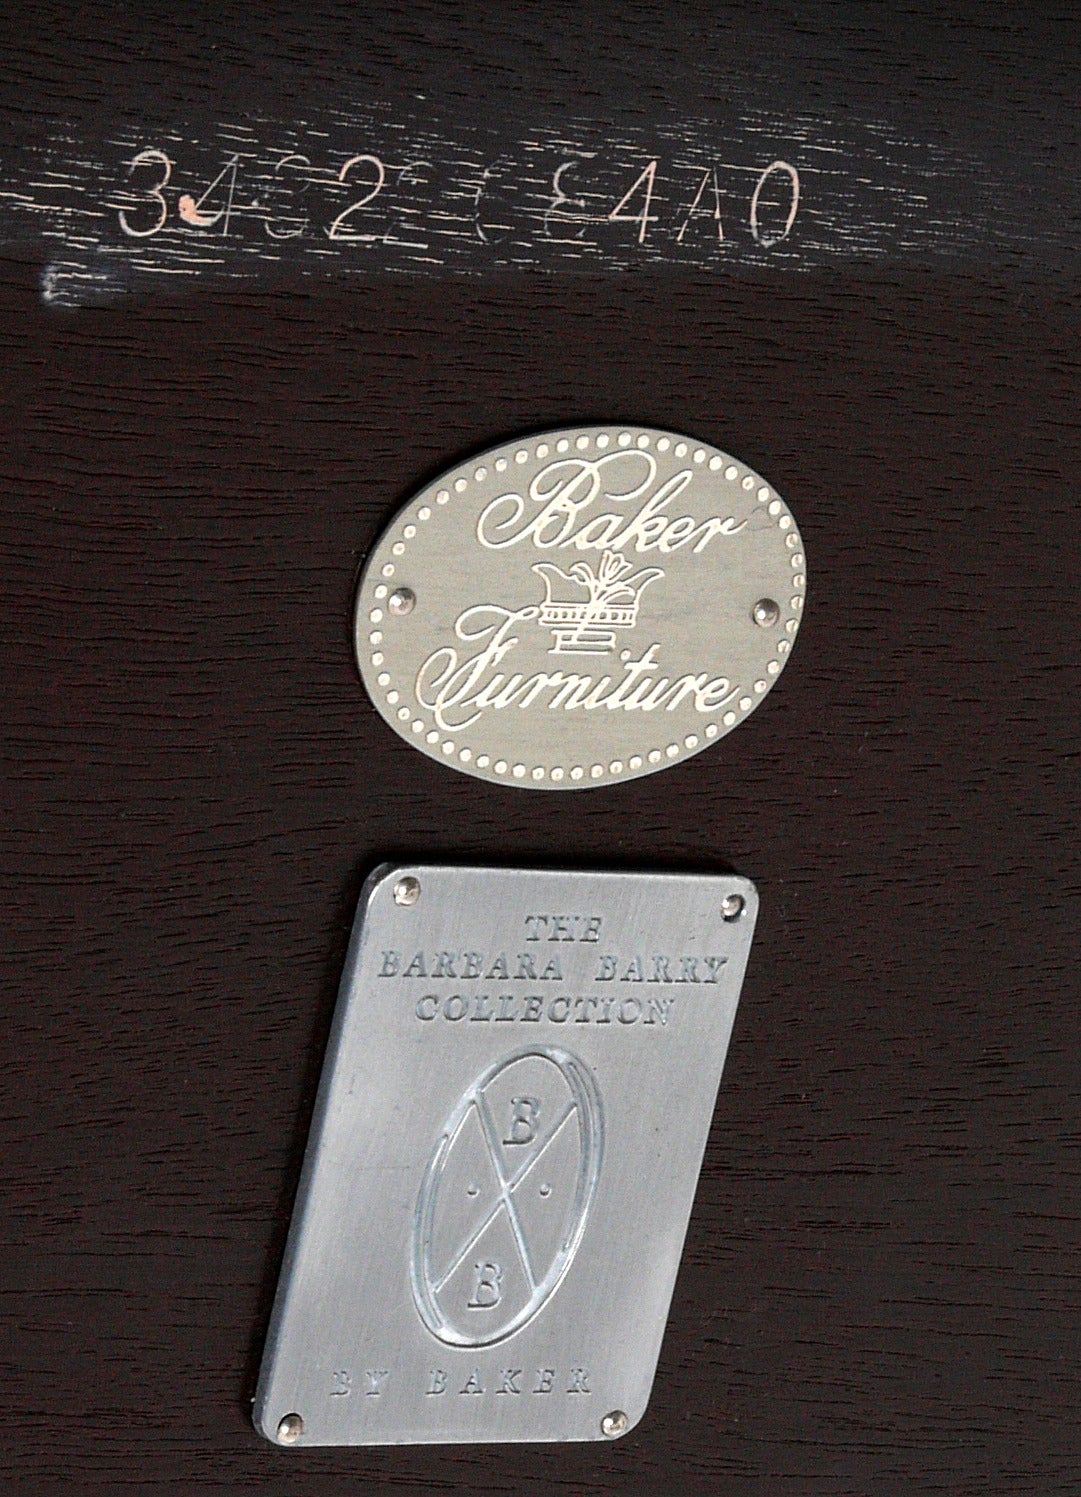 Baker
Furniture
THE
BARBARA BARRY
COLLECTION
B
B
BY BAKER